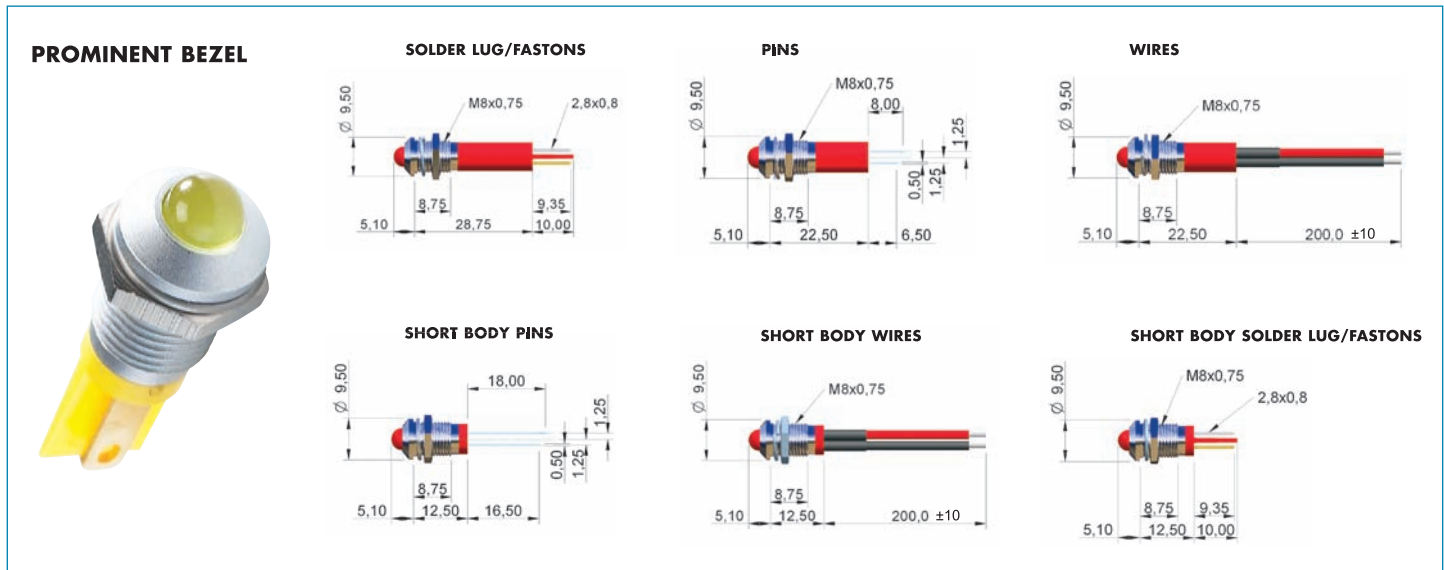 PROMINENT BEZEL
SOLDER LUG/FASTONS
Ø 9,50
M8x0,75
2,8x0,8
8,75
9,35
5,10
28,75
10,00
PINS
Ø 9,50
M8x0,75
8,00
1,25
0,50
1,25
8,75
5,10
22,50
6,50
WIRES
Ø 9,50
M8x0,75
8,75
5,10
22,50
200,0 ±10
SHORT BODY PINS
Ø 9,50
18,00
1,25
0,50
1,25
8,75
5,10
12,50
16,50
SHORT BODY WIRES
Ø 9,50
M8x0,75
8,75
5,10
12,50
200,0 ±10
SHORT BODY SOLDER LUG/FASTONS
Ø 9,50
M8x0,75
2,8x0,8
8,75
9,35
5,10
12,50
10,00